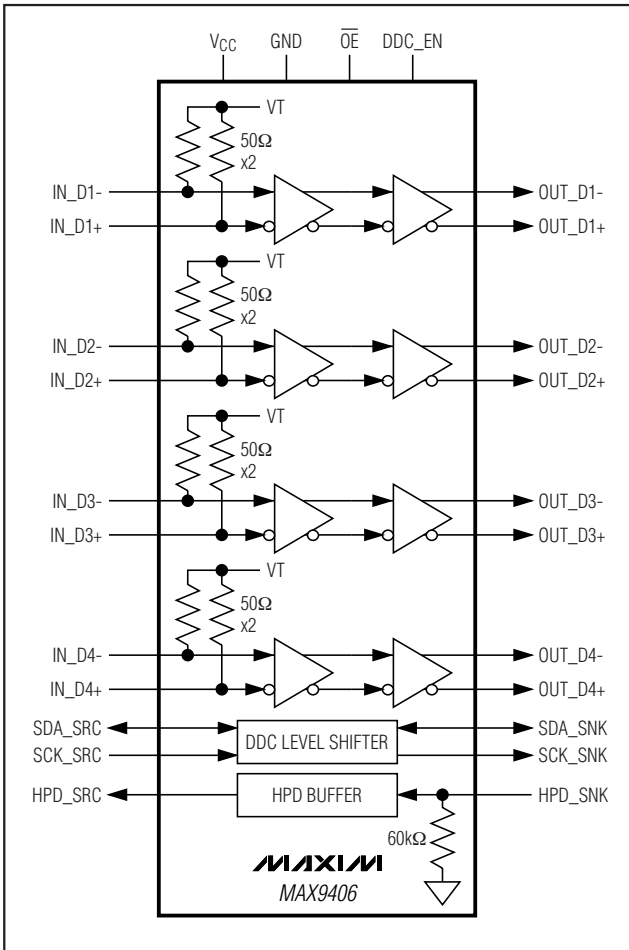 VCC GND OE DDC_EN
VT
50Ω
x2
IN_D1- OUT_D1-
IN_D1+ OUT_D1+
VT
50Ω
x2
IN_D2- OUT_D2-
IN_D2+ OUT_D2+
VT
50Ω
x2
IN_D3- OUT_D3-
IN_D3+ OUT_D3+
VT
50Ω
x2
IN_D4- OUT_D4-
IN_D4+ OUT_D4+
SDA_SRC DDC LEVEL SHIFTER SDA_SNK
SCK_SRC SCK_SNK
HPD_SRC HPD BUFFER HPD_SNK
60kΩ
MAXIM
MAX9406